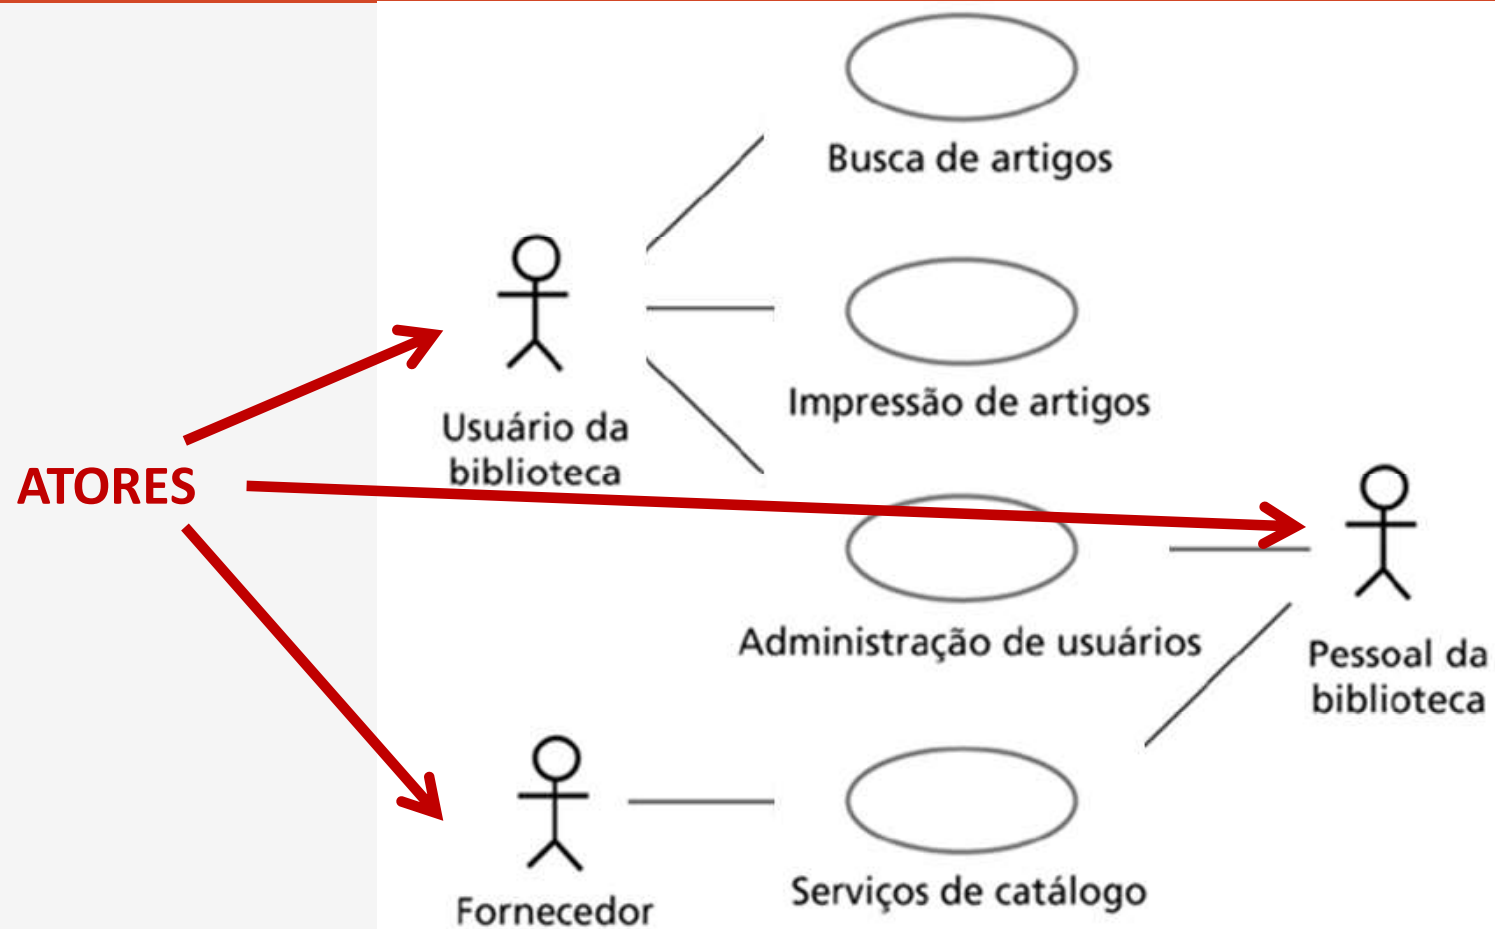 Busca de artigos
Impressão de artigos
Usuário da
biblioteca
ATORES
Administração de usuários
Pessoal da
biblioteca
Serviços de catálogo
Fornecedor